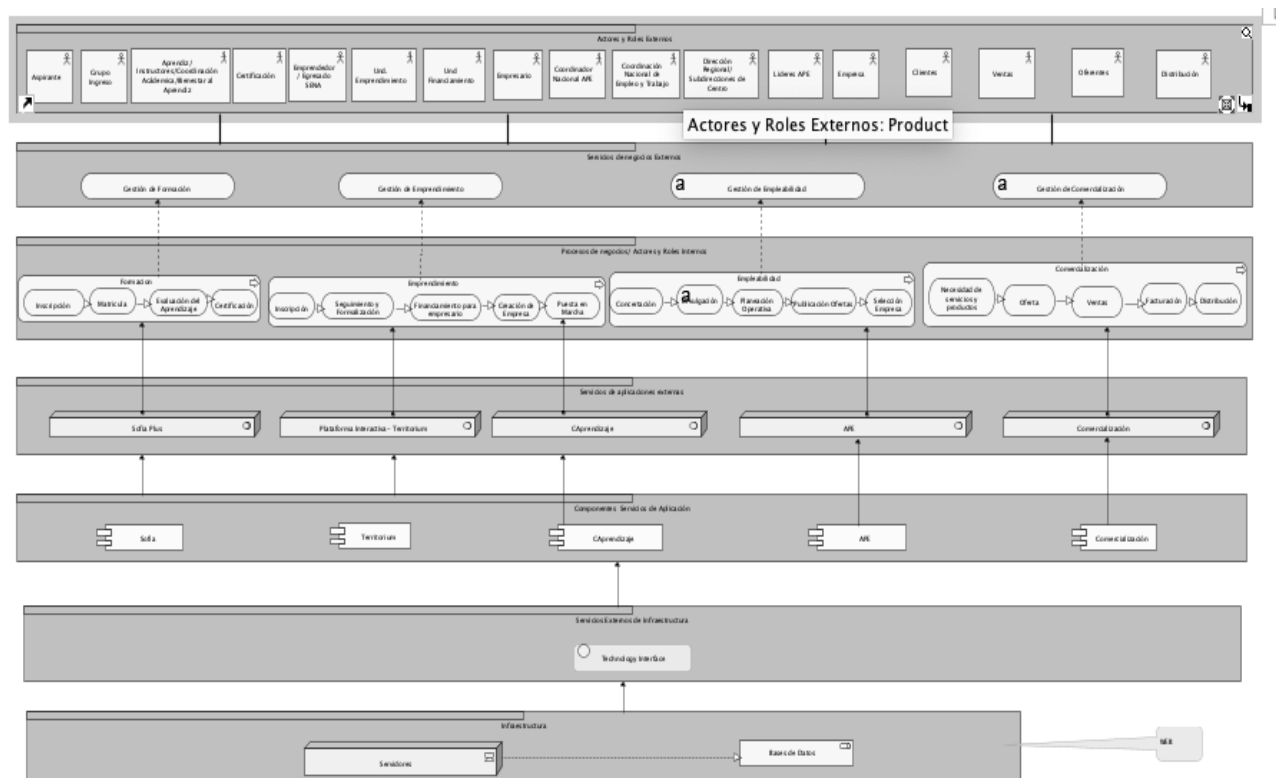 Actores y Roles Externos
Aspirante
Grupo
Ingreso
Aprendiz/
Instructores/Coordinación
Académica/Bienestar al
Aprendiz
Certificación
Emprendedor
/ Egresado
SENA
Und.
Emprendimiento
Und
Financiamiento
Empresario
Coordinador
Nacional APE
Coordinación
Nacional de
Empleo y Trabajo
Dirección
Regional/
Subdirecciones de
Centro
Lideres APE
Empresa
Clientes
Ventas
Oferentes
Distribución
Actores y Roles Externos: Product
Servicios de negocios Externos
Gestión de Formación
Gestión de Emprendimiento
a
Gestión de Empleabilidad
a
Gestión de Comercialización
Procesos de negocios/ Actores y Roles Internos
Formacion
Inscripción
Matricula
Evaluación del
Aprendizaje
Certificación
Emprendimiento
Inscripción
Seguimiento y
Formalización
Financiamiento para
empresario
Creación de
Empresa
Puesta en
Marcha
Empleabilidad
Concertación
a
Planeación
Operativa
Publicación Ofertas
Selección
Empresa
Comercialización
Necesidad de
servicios y
productos
Oferta
Ventas
Facturación
Distribución
Servicios de aplicaciones externas
Sofia Plus
Plataforma Interactiva- Territorium
CAprendizaje
APE
Comercialización
Componentes Servicios de Aplicación
Sofía
Territorium
CAprendizaje
APE
Comercialización
Servicios Externos de Infraestructura
Technology Interface
Infraestructura
Servidores
Bases de Datos
WEB